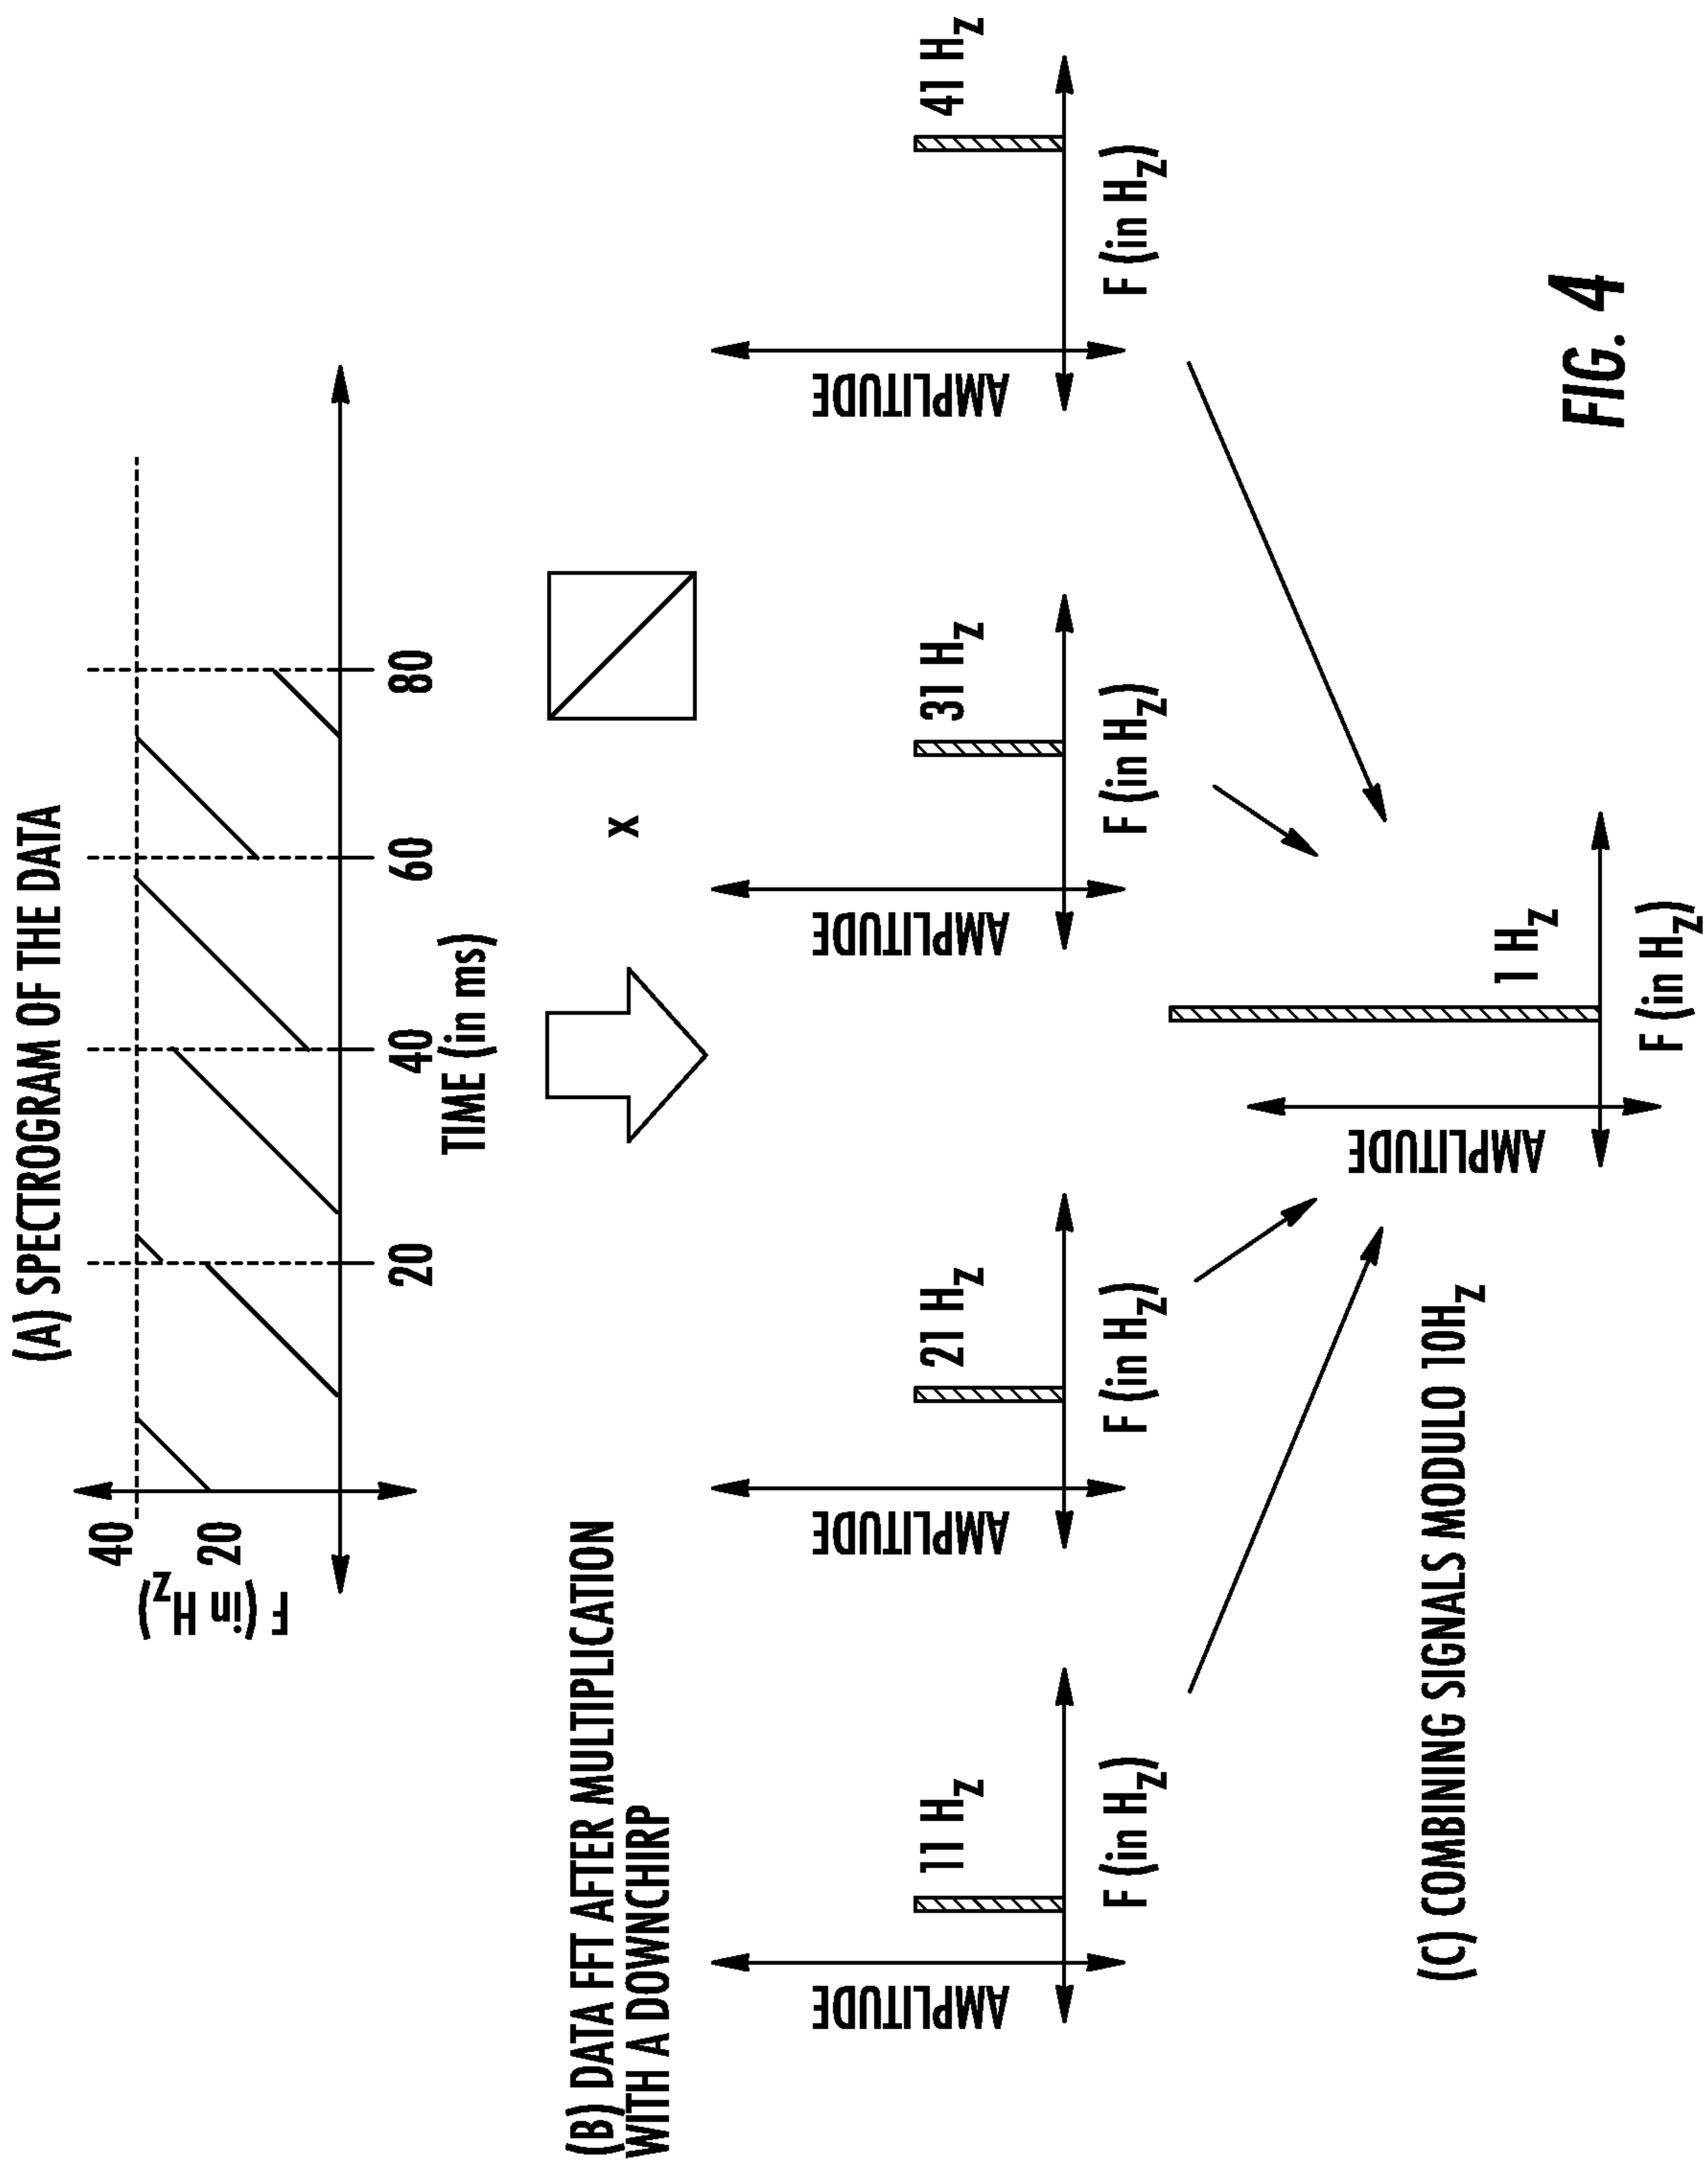 (A) SPECTROGRAM OF THE DATA
40
20
F (in Hz)
20
40
60
80
TIME (in ms)
x
(B) DATA FFT AFTER MULTIPLICATION
WITH A DOWNCHIRP
AMPLITUDE
11 Hz
F (in Hz)
AMPLITUDE
21 Hz
F (in Hz)
AMPLITUDE
31 Hz
F (in Hz)
AMPLITUDE
41 Hz
F (in Hz)
(C) COMBINING SIGNALS MODULO 10Hz
AMPLITUDE
1 Hz
F (in Hz)
FIG. 4